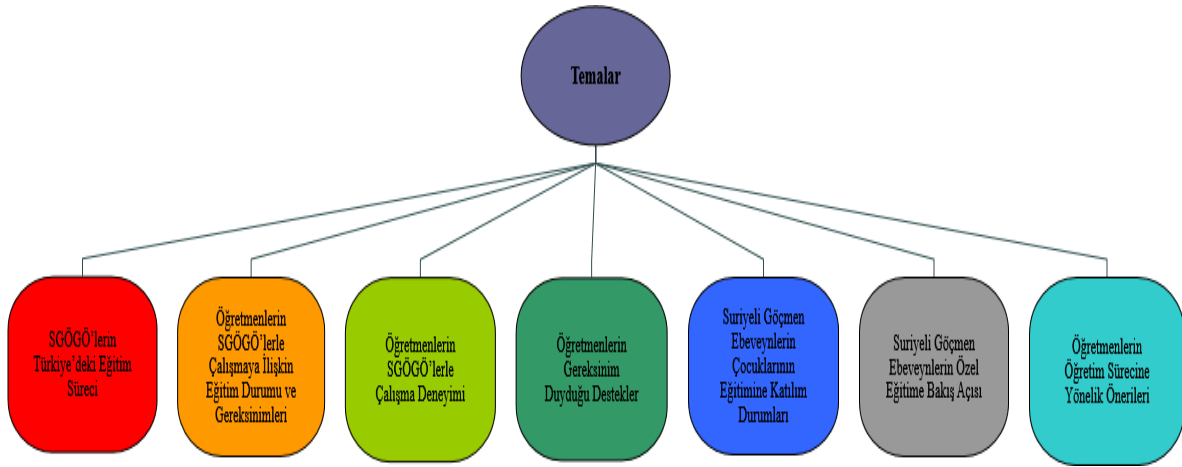 Temalar
SGÖGÖ’lerin
Türkiye’deki Eğitim
Süreci
Öğretmenlerin
SGÖGÖ’lerle
Çalışmaya İlişkin
Eğitim Durumu ve
Gereksinimleri
Öğretmenlerin
SGÖGÖ’lerle
Çalışma Deneyimi
Öğretmenlerin
Gereksinim
Duyduğu Destekler
Suriyeli Göçmen
Ebeveynlerin
Çocuklarının
Eğitimine Katılım
Durumları
Suriyeli Göçmen
Ebeveynlerin Özel
Eğitime Bakış Açısı
Öğretmenlerin
Öğretim Sürecine
Yönelik Önerileri